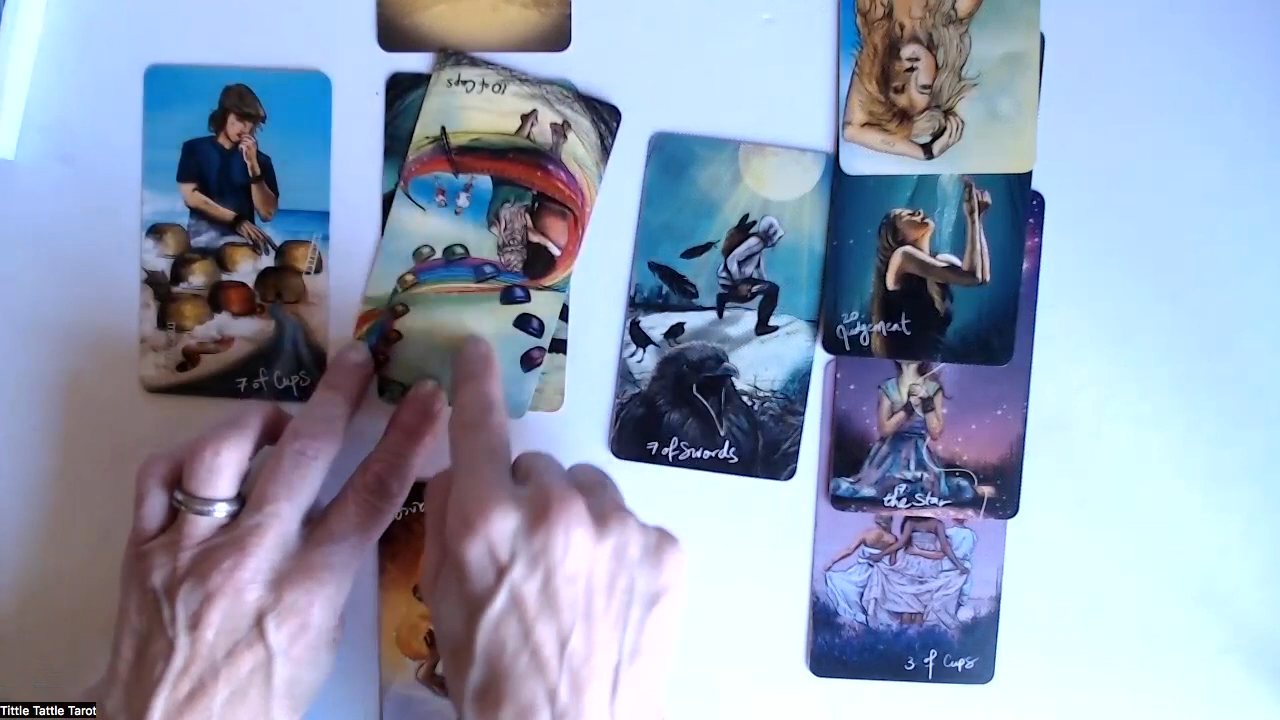 10 of Cups
7 of Cups
20
Judgement
7 of Swords
17
the Star
3 of Cups
Tittle Tattle Tarot